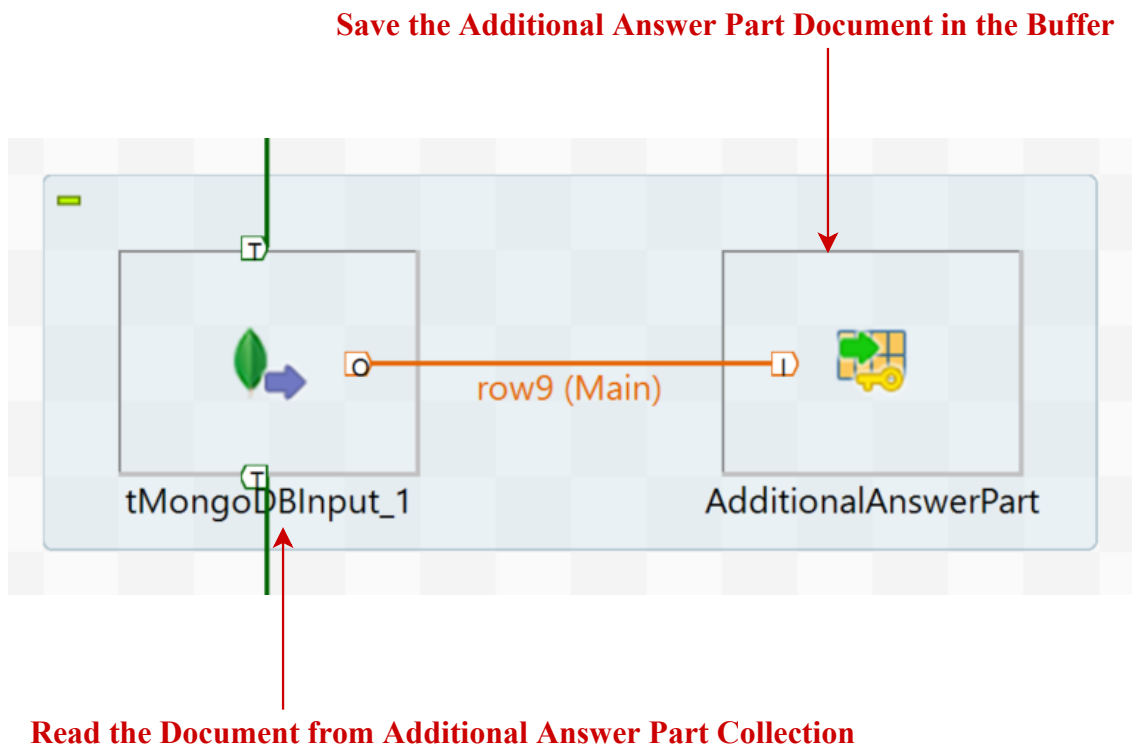 Save the Additional Answer Part Document in the Buffer
T
O
row9 (Main)
I
T
tMongoDBInput_1
AdditionalAnswerPart
Read the Document from Additional Answer Part Collection